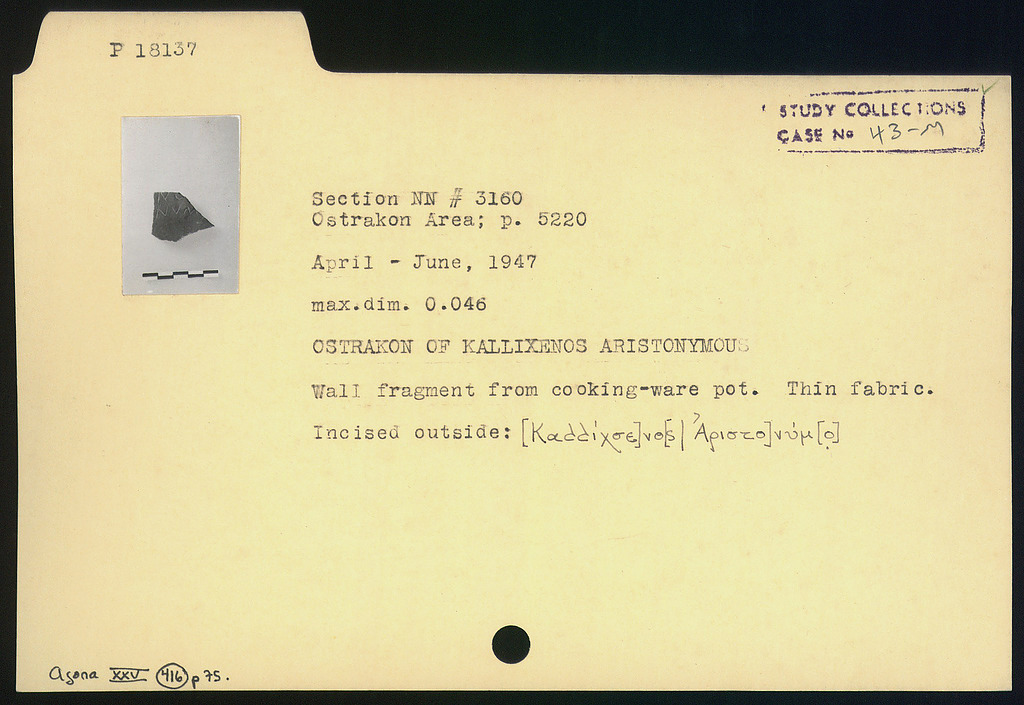 P 18137
STUDY COLLECTIONS
CASE No 43-M
Section NN # 3160
Ostrakon Area; p. 5220
April - June, 1947
max.dim. 0.046
OSTRAKON OF KALLIXENOS ARISTONYMOUS
Wall fragment from cooking-ware pot. Thin fabric.
Incised outside: [Καλλίχσε]νο[ς | Ἀριστο]νύμ[ο]
Agora XXV 416 p 75.